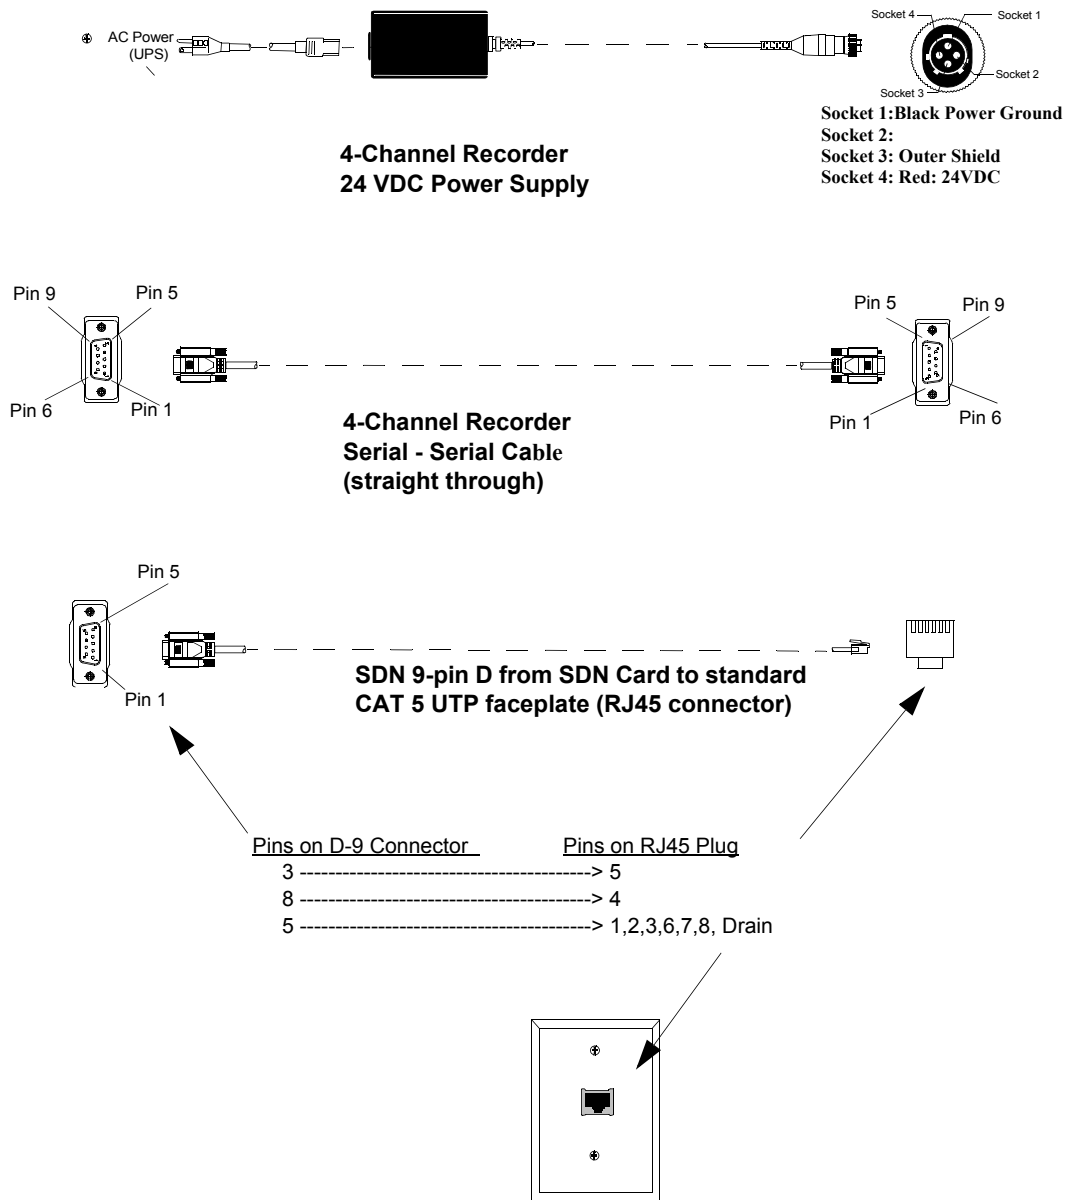 Socket 4
Socket 1
AC Power
(UPS)
Socket 2
Socket 3
Socket 1:Black Power Ground
Socket 2:
Socket 3: Outer Shield
Socket 4: Red: 24VDC
4-Channel Recorder
24 VDC Power Supply
Pin 9
Pin 5
Pin 5
Pin 9
Pin 6
Pin 1
Pin 1
Pin 6
4-Channel Recorder
Serial - Serial Cable
(straight through)
Pin 5
Pin 1
SDN 9-pin D from SDN Card to standard
CAT 5 UTP faceplate (RJ45 connector)
Pins on D-9 Connector Pins on RJ45 Plug
3 -----------------------------------------> 5
8 -----------------------------------------> 4
5 -----------------------------------------> 1,2,3,6,7,8, Drain